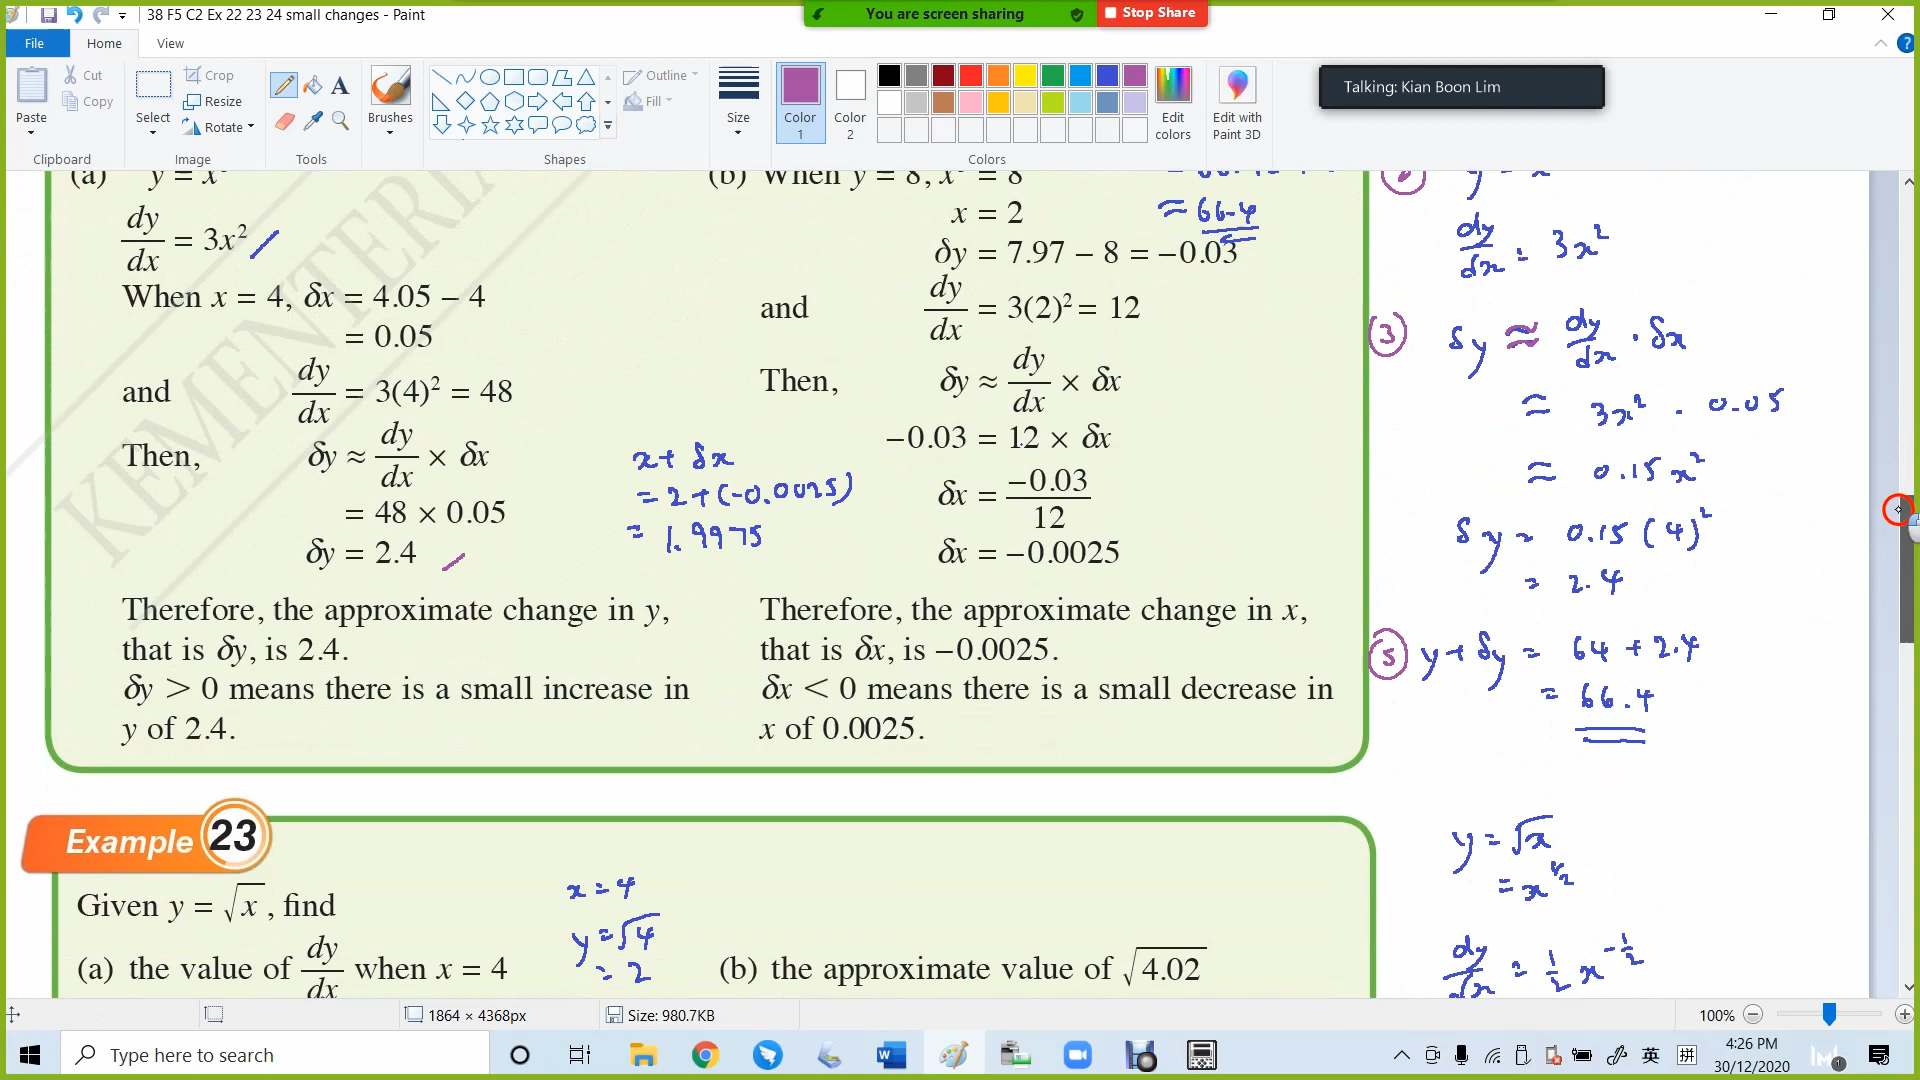 38 F5 C2 Ex 22 23 24 small changes - Paint
You are screen sharing
Stop Share
File
Home
View
Paste
Cut
Copy
Clipboard
Select
Crop
Resize
Rotate
Image
Tools
Brushes
Outline
Fill
Shapes
Size
Color 1
Color 2
Edit colors
Edit with Paint 3D
Colors
Talking: Kian Boon Lim
KEMENTERI
(a) y = x
dy/dx = 3x²
When x = 4, δx = 4.05 − 4
= 0.05
and dy/dx = 3(4)² = 48
Then, δy ≈ dy/dx × δx
= 48 × 0.05
δy = 2.4
Therefore, the approximate change in y,
that is δy, is 2.4.
δy > 0 means there is a small increase in
y of 2.4.
x + δx
= 2 + (-0.0025)
= 1.9975
(b) When y = 8, x = 8
x = 2
δy = 7.97 − 8 = −0.03
and dy/dx = 3(2)² = 12
Then, δy ≈ dy/dx × δx
−0.03 = 12 × δx
δx = −0.03/12
δx = −0.0025
Therefore, the approximate change in x,
that is δx, is −0.0025.
δx < 0 means there is a small decrease in
x of 0.0025.
≈ 66.4
dy/dx = 3x²
③ δy ≈ dy/dx · δx
≈ 3x² · 0.05
≈ 0.15x²
δy = 0.15(4)²
= 2.4
⑤ y + δy = 64 + 2.4
= 66.4
Example 23
Given y = √x, find
(a) the value of dy/dx when x = 4
x = 4
y = √4
= 2
(b) the approximate value of √4.02
y = √x
= x^1/2
dy/dx = 1/2 x^-1/2
1864 × 4368px
Size: 980.7KB
100%
Type here to search
英
拼
4:26 PM
30/12/2020
1